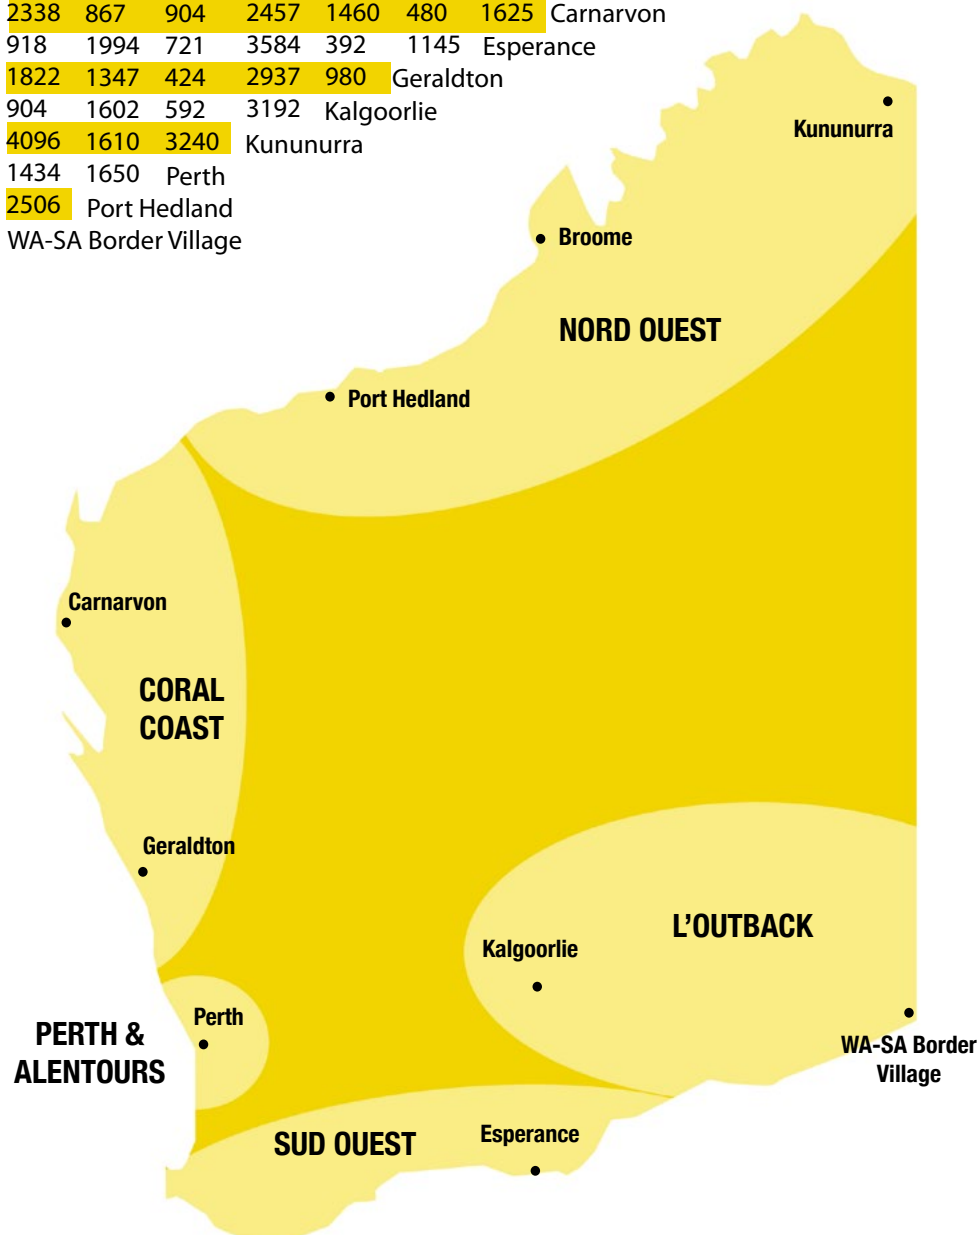 2338 867 904 2457 1460 480 1625 Carnarvon
918 1994 721 3584 392 1145 Esperance
1822 1347 424 2937 980 Geraldton
904 1602 592 3192 Kalgoorlie
4096 1610 3240 Kununurra
1434 1650 Perth
2506 Port Hedland
WA-SA Border Village
Kununurra
Broome
NORD OUEST
Port Hedland
Carnarvon
CORAL
COAST
Geraldton
L'OUTBACK
Kalgoorlie
Perth
PERTH &
ALENTOURS
WA-SA Border
Village
SUD OUEST
Esperance